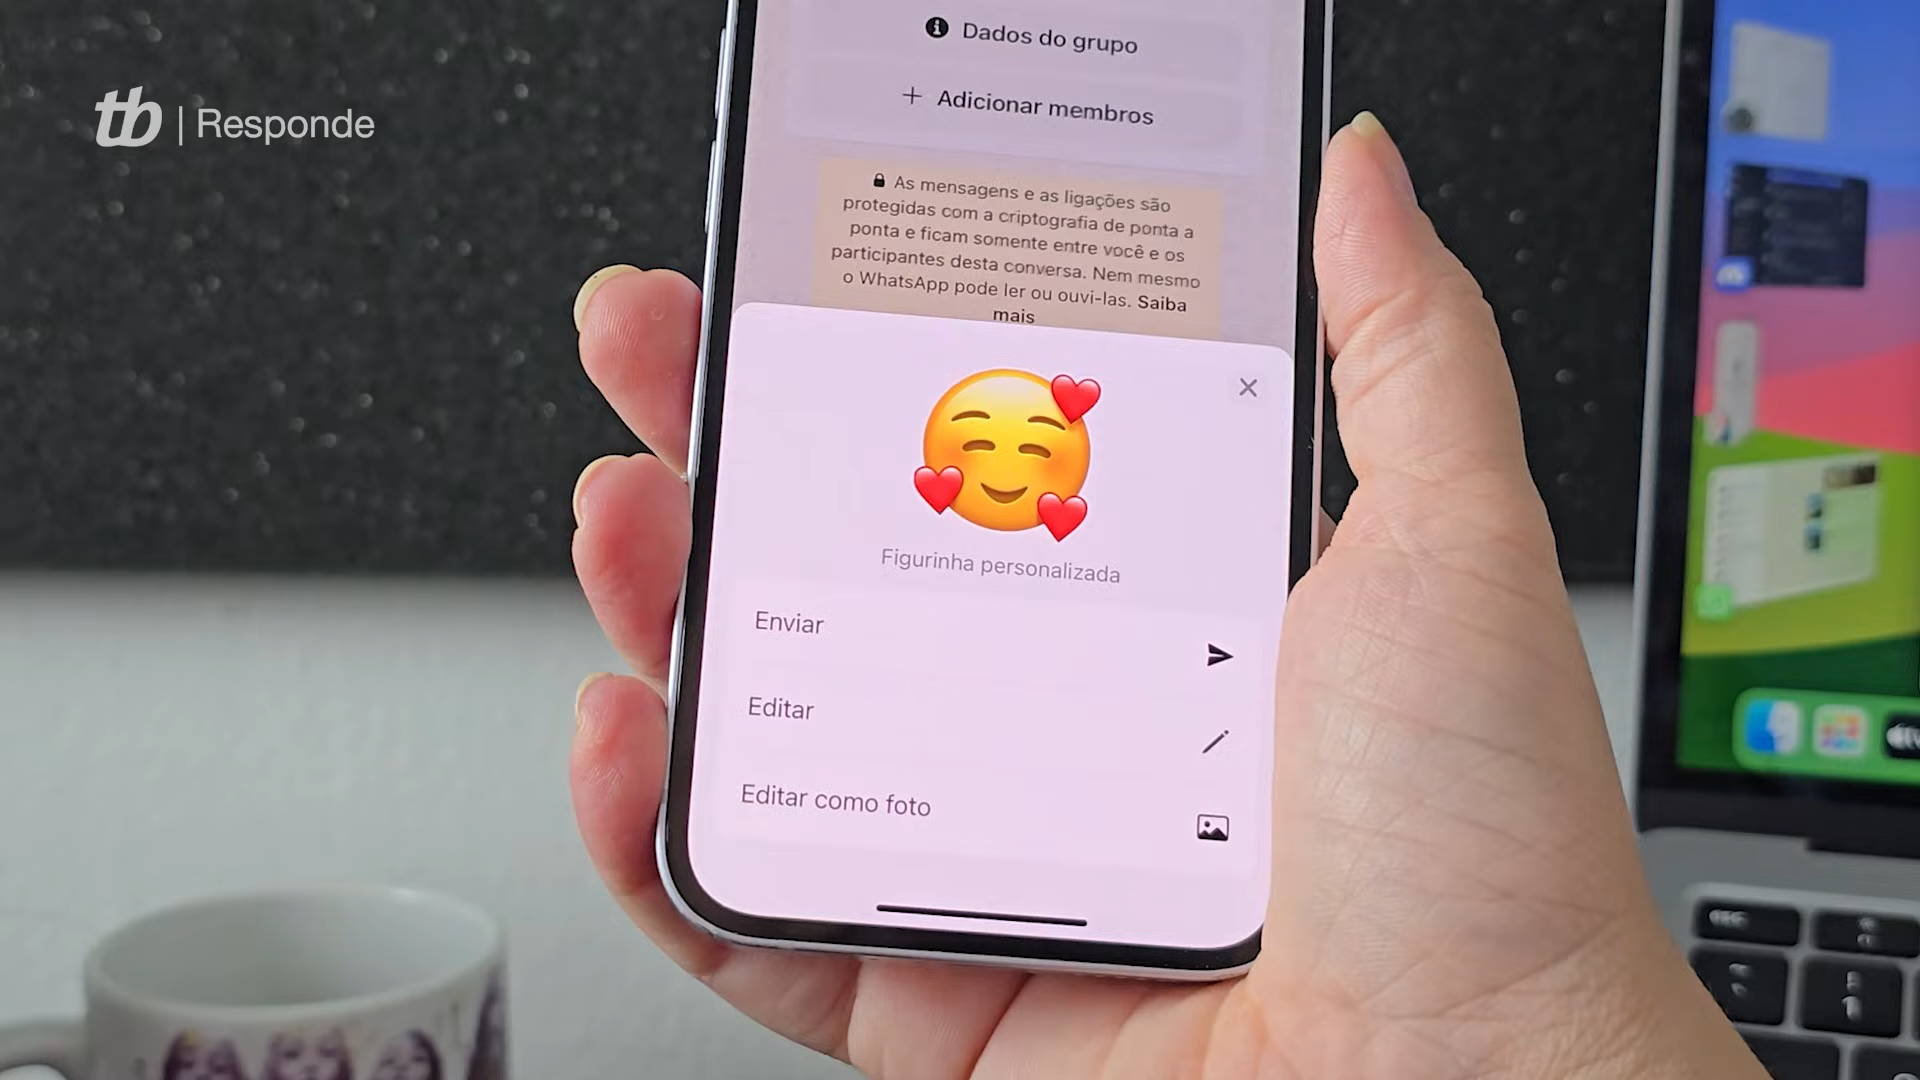 tb | Responde
Dados do grupo
Adicionar membros
As mensagens e as ligações são
protegidas com a criptografia de ponta a
ponta e ficam somente entre você e os
participantes desta conversa. Nem mesmo
o WhatsApp pode ler ou ouvi-las. Saiba
mais
Figurinha personalizada
Enviar
Editar
Editar como foto